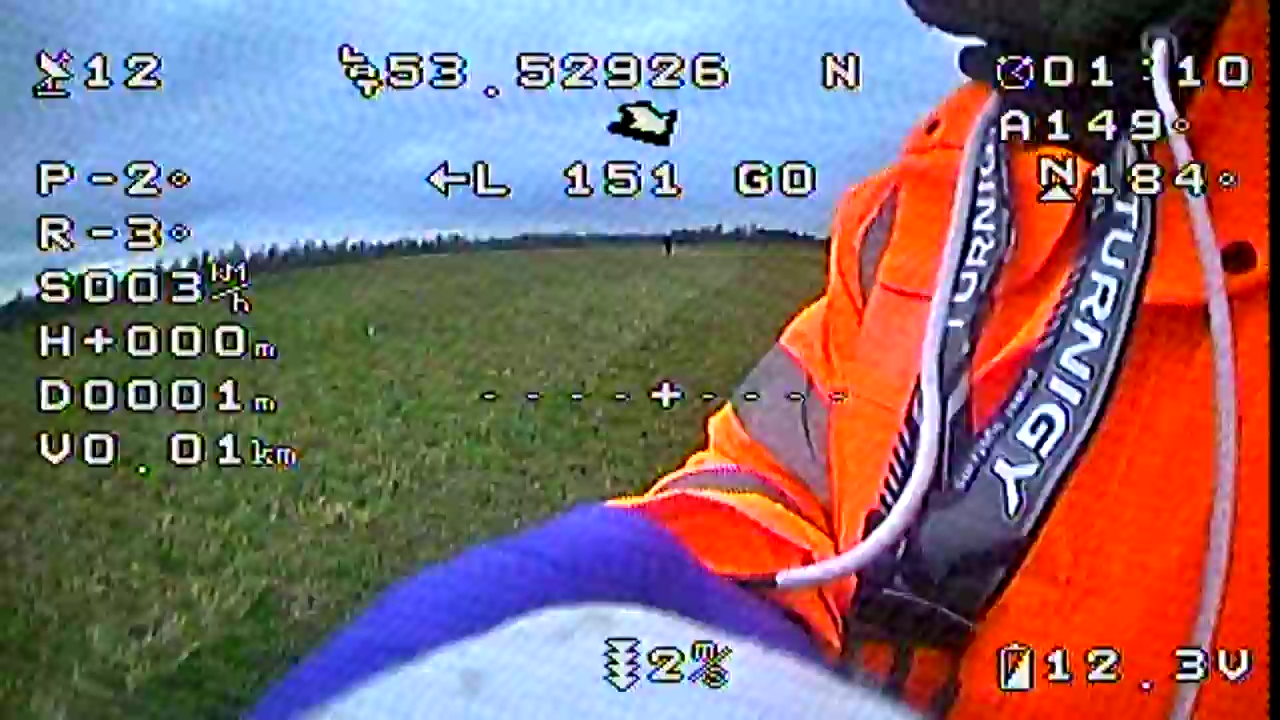 12 53.52926 N 01:10
A149°
P-2° ←L 151 GO N184°
R-3°
S003 KM/h
H+000m
D0001m
V0.01km
TURNIGY
TURNIGY
2 m/s 12.3V